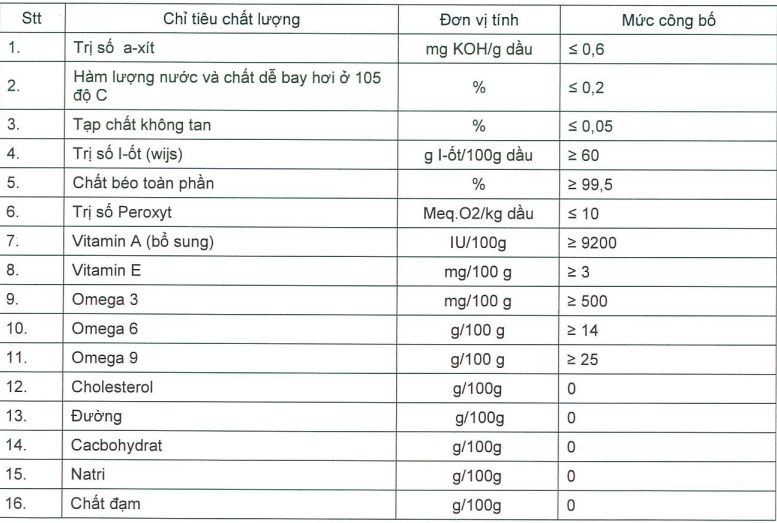 Stt Chỉ tiêu chất lượng Đơn vị tính Mức công bố
1. Trị số a-xít mg KOH/g dầu ≤ 0,6
2. Hàm lượng nước và chất dễ bay hơi ở 105
độ C % ≤ 0,2
3. Tạp chất không tan % ≤ 0,05
4. Trị số I-ốt (wijs) g I-ốt/100g dầu ≥ 60
5. Chất béo toàn phần % ≥ 99,5
6. Trị số Peroxyt Meq.O2/kg dầu ≤ 10
7. Vitamin A (bổ sung) IU/100g ≥ 9200
8. Vitamin E mg/100 g ≥ 3
9. Omega 3 mg/100 g ≥ 500
10. Omega 6 g/100 g ≥ 14
11. Omega 9 g/100 g ≥ 25
12. Cholesterol g/100g 0
13. Đường g/100g 0
14. Cacbohydrat g/100g 0
15. Natri g/100g 0
16. Chất đạm g/100g 0